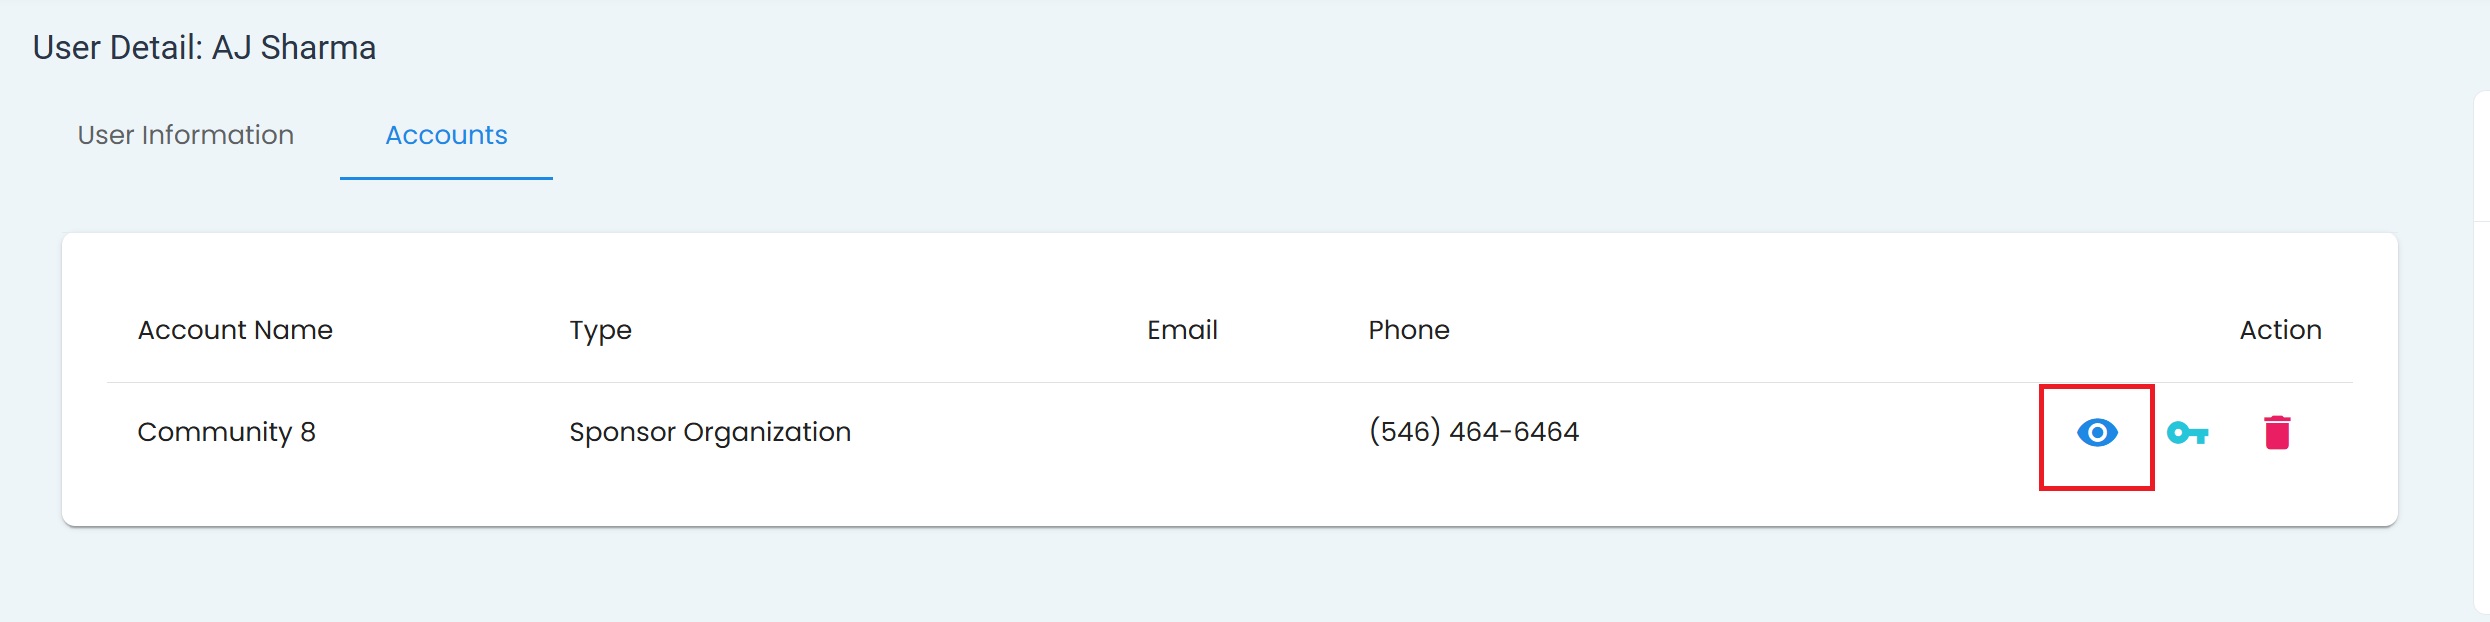 User Detail: AJ Sharma
User Information Accounts
Account Name Type Email Phone Action
Community 8 Sponsor Organization (546) 464-6464